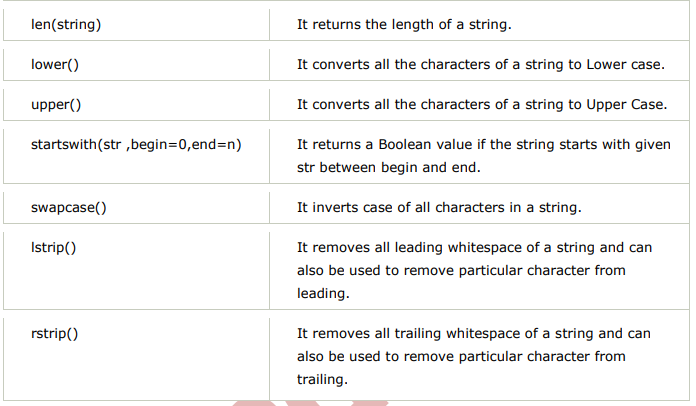 len(string) It returns the length of a string.
lower() It converts all the characters of a string to Lower case.
upper() It converts all the characters of a string to Upper Case.
startswith(str ,begin=0,end=n) It returns a Boolean value if the string starts with given
str between begin and end.
swapcase() It inverts case of all characters in a string.
lstrip() It removes all leading whitespace of a string and can
also be used to remove particular character from
leading.
rstrip() It removes all trailing whitespace of a string and can
also be used to remove particular character from
trailing.